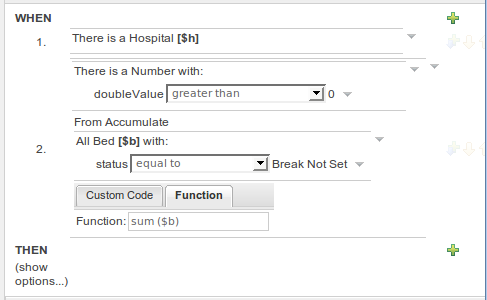 WHEN
1. There is a Hospital [$h]
There is a Number with:
doubleValue greater than 0
From Accumulate
2. All Bed [$b] with:
status equal to Break Not Set
Custom Code Function
Function: sum ($b)
THEN
(show
options...)